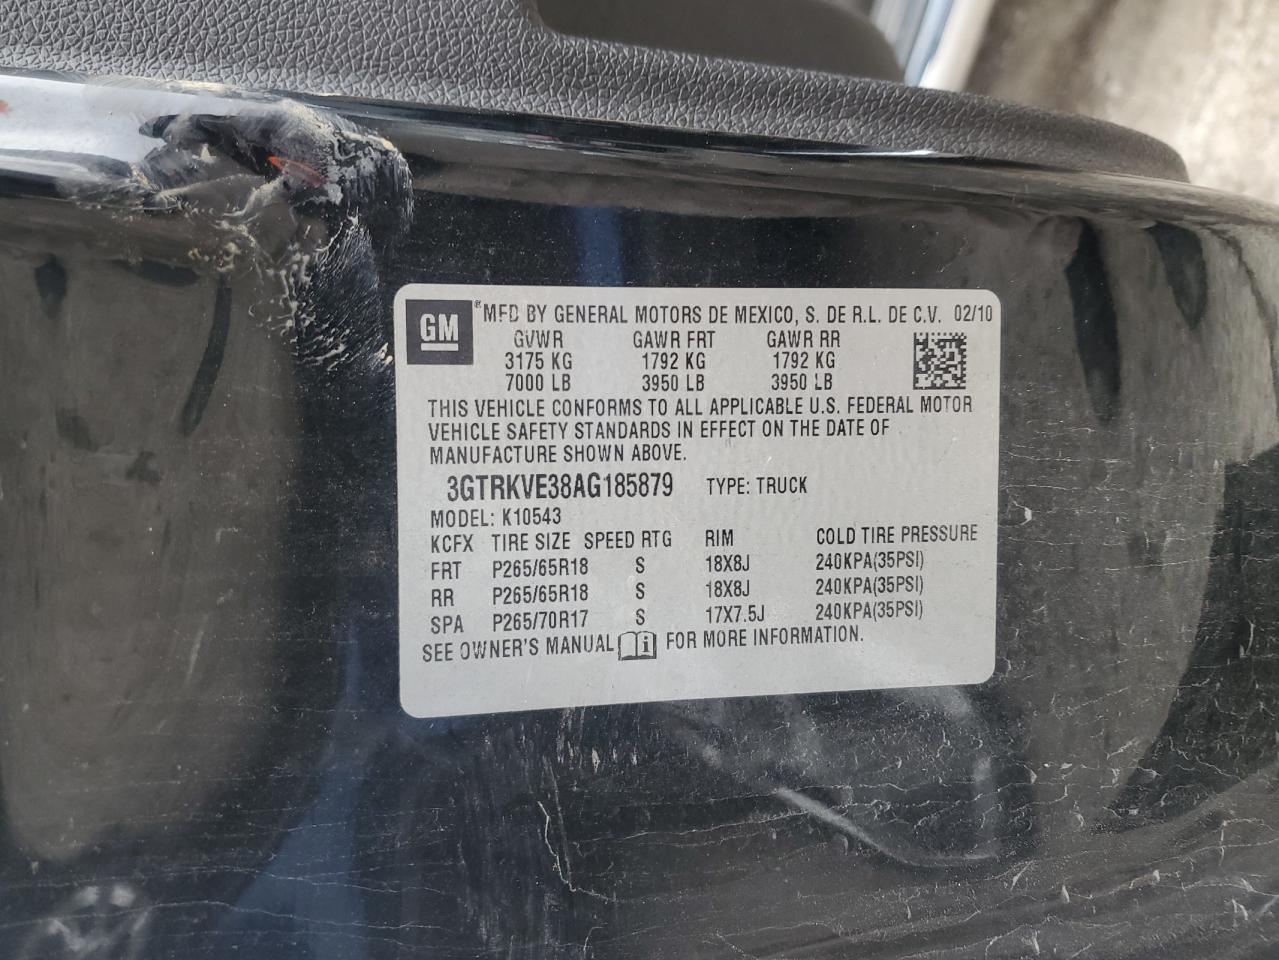 GM ® MFD BY GENERAL MOTORS DE MEXICO, S. DE R.L. DE C.V. 02/10
GVWR GAWR FRT GAWR RR
3175 KG 1792 KG 1792 KG
7000 LB 3950 LB 3950 LB
THIS VEHICLE CONFORMS TO ALL APPLICABLE U.S. FEDERAL MOTOR
VEHICLE SAFETY STANDARDS IN EFFECT ON THE DATE OF
MANUFACTURE SHOWN ABOVE.
3GTRKVE38AG185879 TYPE: TRUCK
MODEL: K10543
KCFX TIRE SIZE SPEED RTG RIM COLD TIRE PRESSURE
FRT P265/65R18 S 18X8J 240KPA(35PSI)
RR P265/65R18 S 18X8J 240KPA(35PSI)
SPA P265/70R17 S 17X7.5J 240KPA(35PSI)
SEE OWNER'S MANUAL i FOR MORE INFORMATION.